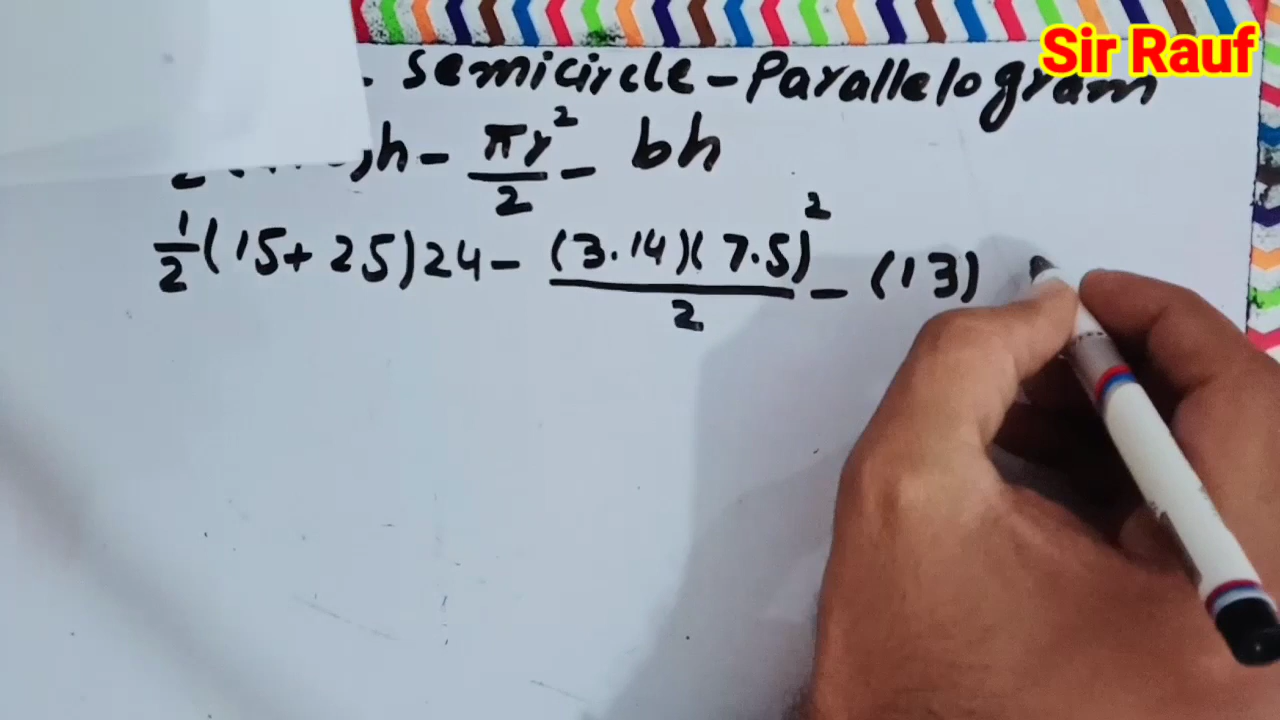 Sir Rauf
- Semicircle - Parallelogram
h - πr²/2 - bh
1/2 (15 + 25) 24 - (3.14)(7.5)²/2 - (13)